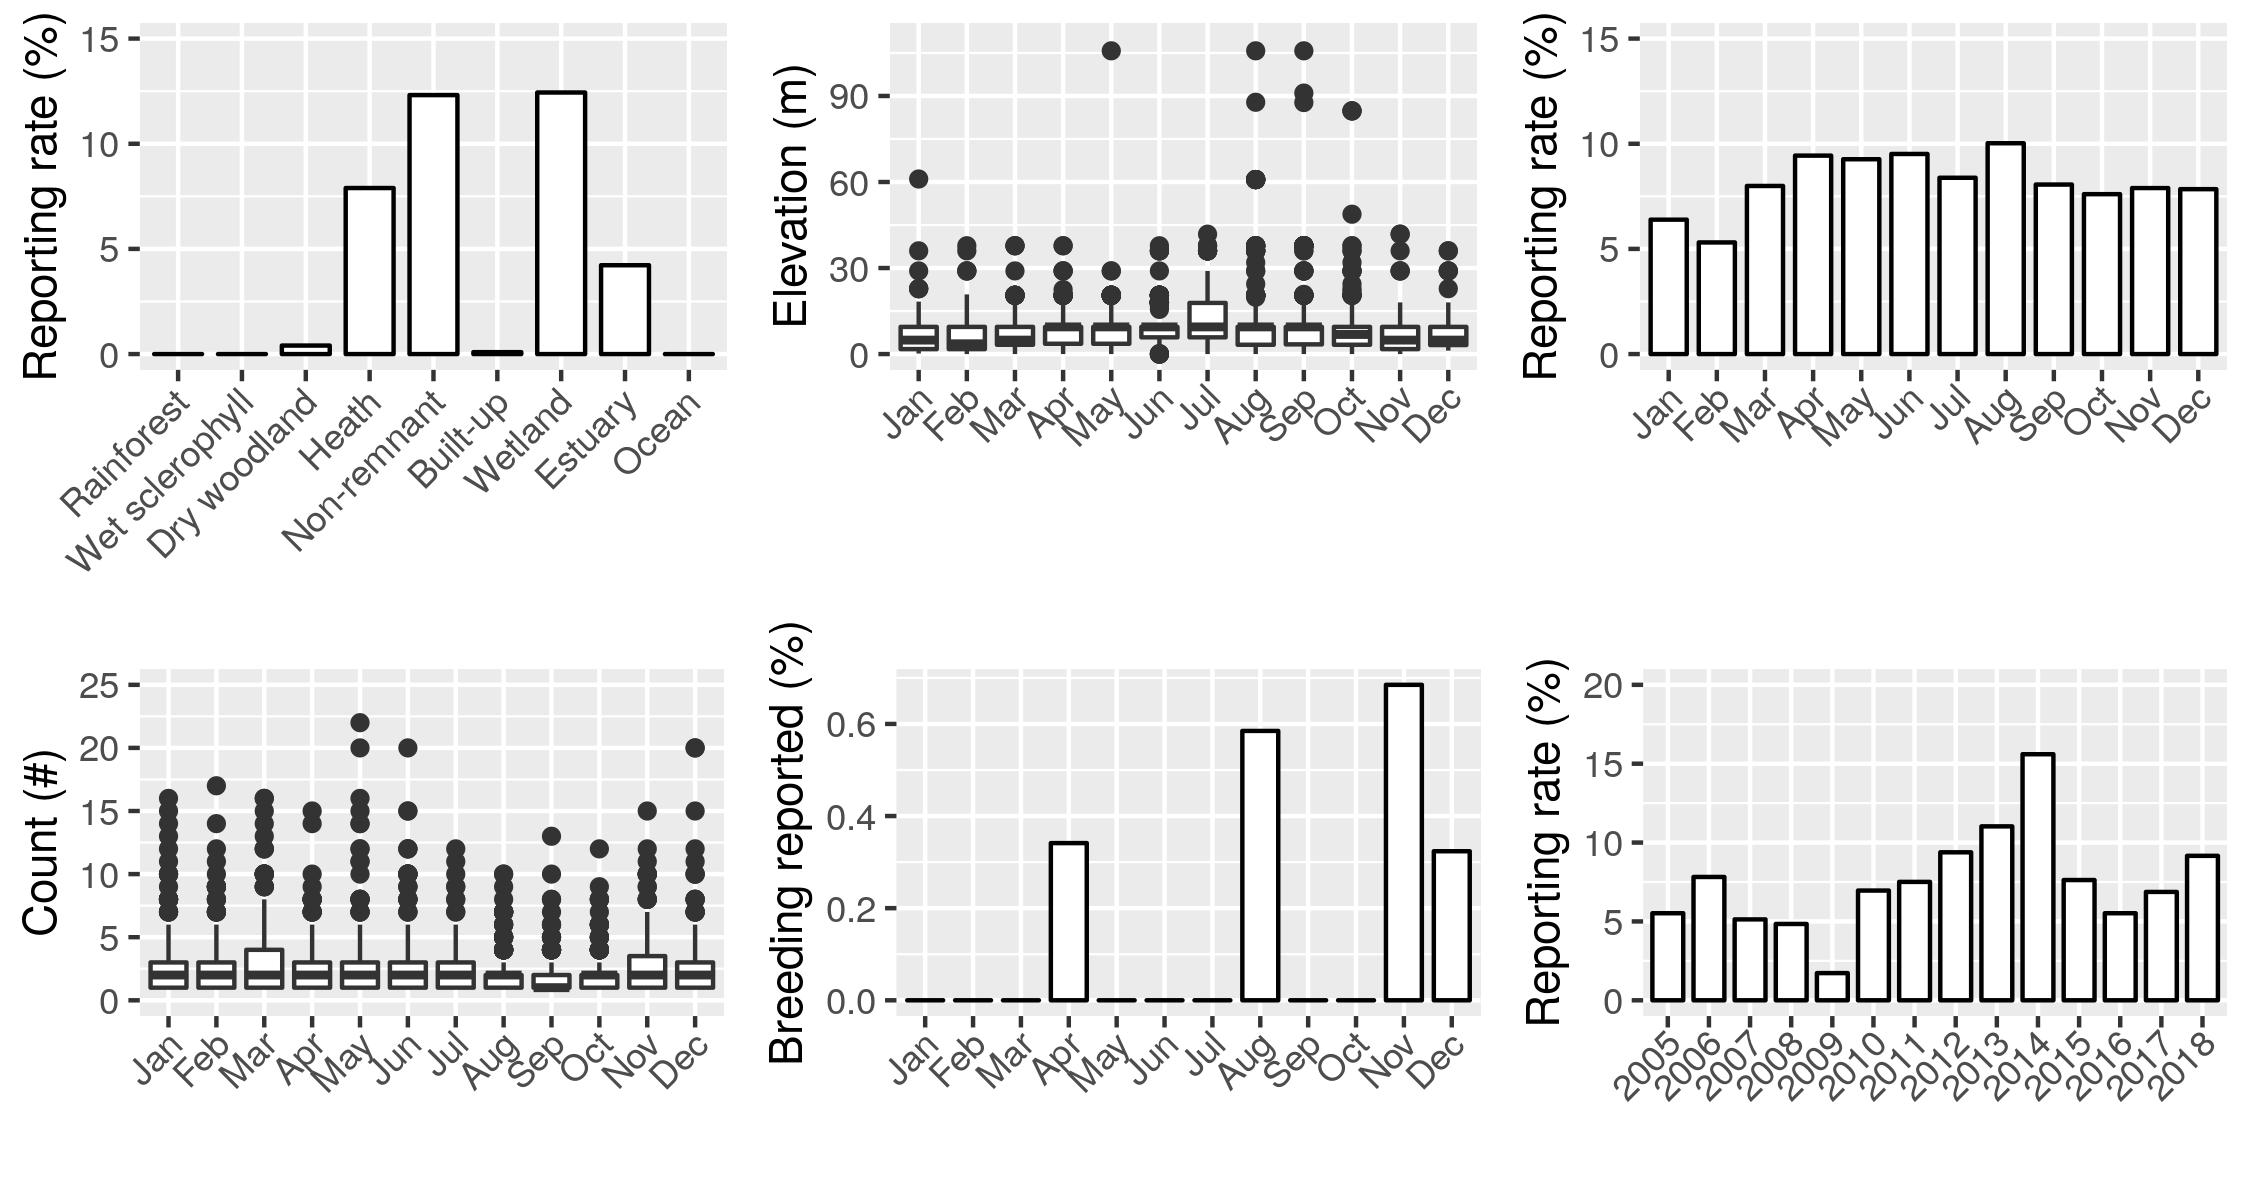 Reporting rate (%)
15
10
5
0
Rainforest
Wet sclerophyll
Dry woodland
Heath
Non-remnant
Built-up
Wetland
Estuary
Ocean
Elevation (m)
90
60
30
0
Jan
Feb
Mar
Apr
May
Jun
Jul
Aug
Sep
Oct
Nov
Dec
Reporting rate (%)
15
10
5
0
Jan
Feb
Mar
Apr
May
Jun
Jul
Aug
Sep
Oct
Nov
Dec
Count (#)
25
20
15
10
5
0
Jan
Feb
Mar
Apr
May
Jun
Jul
Aug
Sep
Oct
Nov
Dec
Breeding reported (%)
0.6
0.4
0.2
0.0
Jan
Feb
Mar
Apr
May
Jun
Jul
Aug
Sep
Oct
Nov
Dec
Reporting rate (%)
20
15
10
5
0
2005
2006
2007
2008
2009
2010
2011
2012
2013
2014
2015
2016
2017
2018